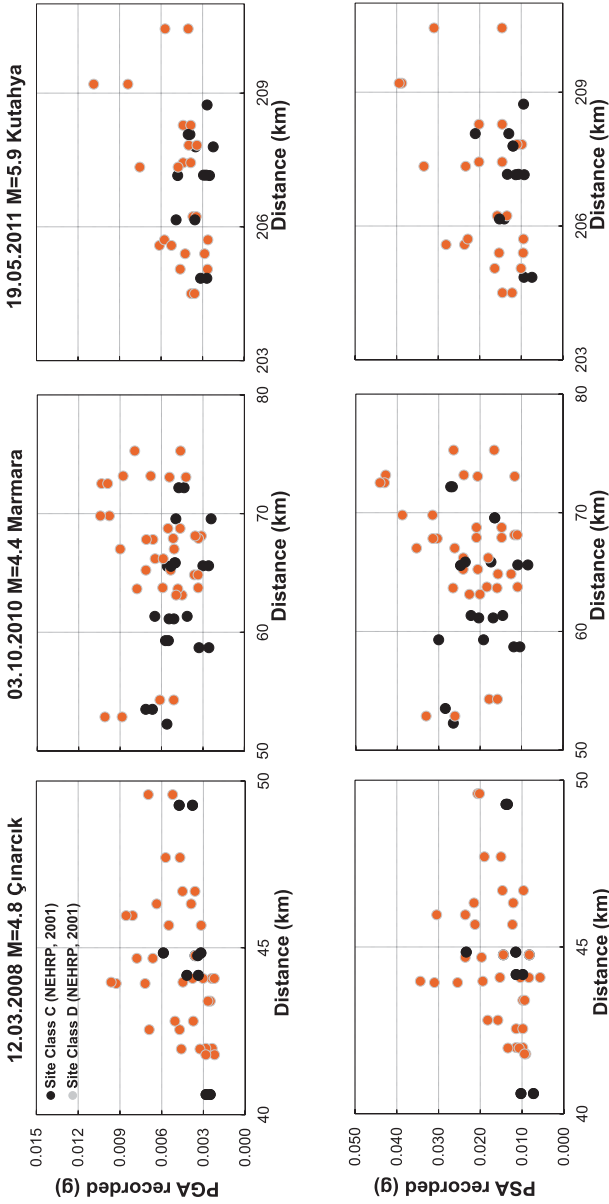 12.03.2008 M=4.8 Çınarcık
03.10.2010 M=4.4 Marmara
19.05.2011 M=5.9 Kutahya
PGA recorded (g)
0.015
0.012
0.009
0.006
0.003
0.000
Site Class C (NEHRP, 2001)
Site Class D (NEHRP, 2001)
40
45
50
Distance (km)
50
60
70
80
Distance (km)
203
206
209
Distance (km)
PSA recorded (g)
0.050
0.040
0.030
0.020
0.010
0.000
40
45
50
Distance (km)
50
60
70
80
Distance (km)
203
206
209
Distance (km)